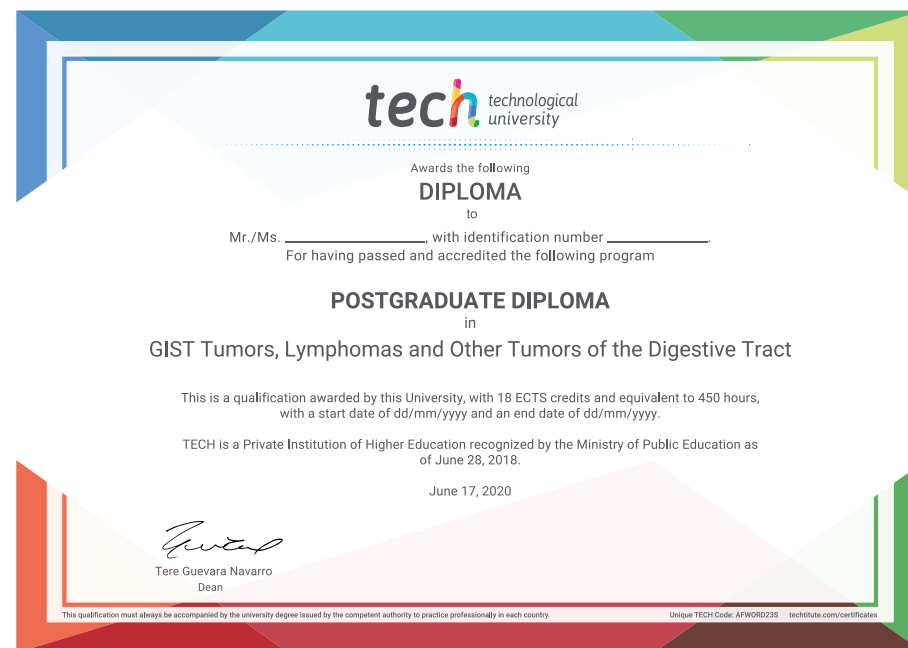 tech technological
university
Awards the following
DIPLOMA
to
Mr./Ms. ____________, with identification number ____________.
For having passed and accredited the following program
POSTGRADUATE DIPLOMA
in
GIST Tumors, Lymphomas and Other Tumors of the Digestive Tract
This is a qualification awarded by this University, with 18 ECTS credits and equivalent to 450 hours,
with a start date of dd/mm/yyyy and an end date of dd/mm/yyyy.
TECH is a Private Institution of Higher Education recognized by the Ministry of Public Education as
of June 28, 2018.
June 17, 2020
Tere Guevara Navarro
Dean
This qualification must always be accompanied by the university degree issued by the competent authority to practice professionally in each country.
Unique TECH Code: AFWORD23S techtitute.com/certificates